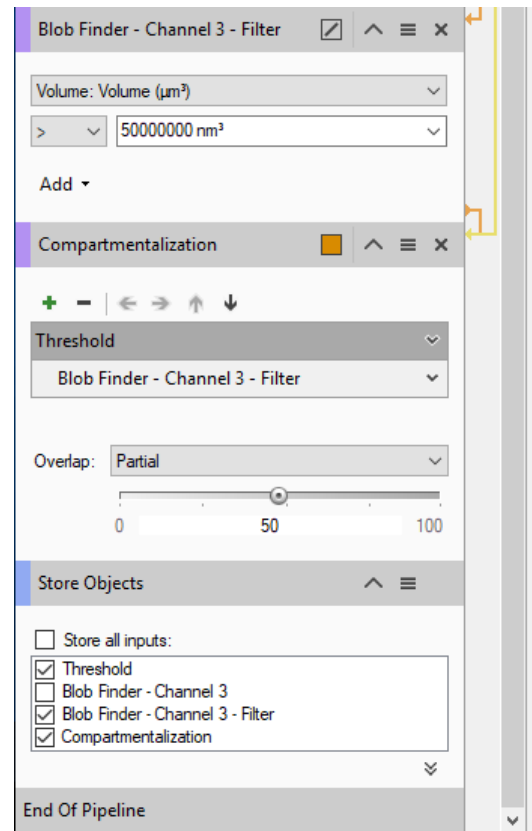 Blob Finder - Channel 3 - Filter
Volume: Volume (µm³)
> 50000000 nm³
Add
Compartmentalization
Threshold
Blob Finder - Channel 3 - Filter
Overlap: Partial
0 50 100
Store Objects
Store all inputs:
Threshold
Blob Finder - Channel 3
Blob Finder - Channel 3 - Filter
Compartmentalization
End Of Pipeline